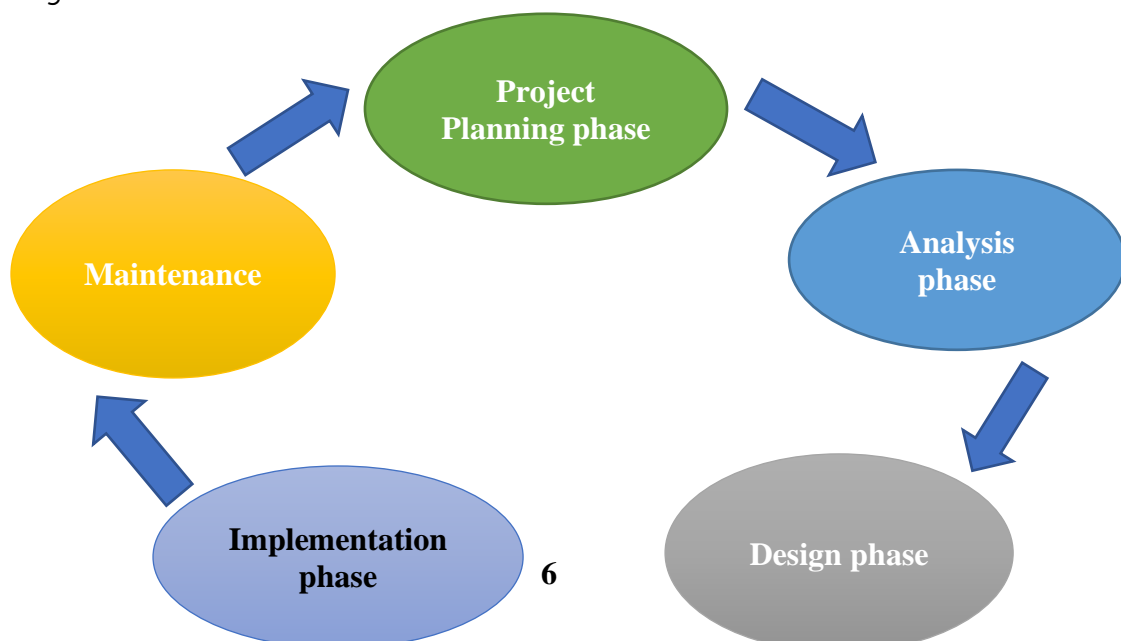 Project
Planning phase
Analysis
phase
Maintenance
Design phase
Implementation
phase
6